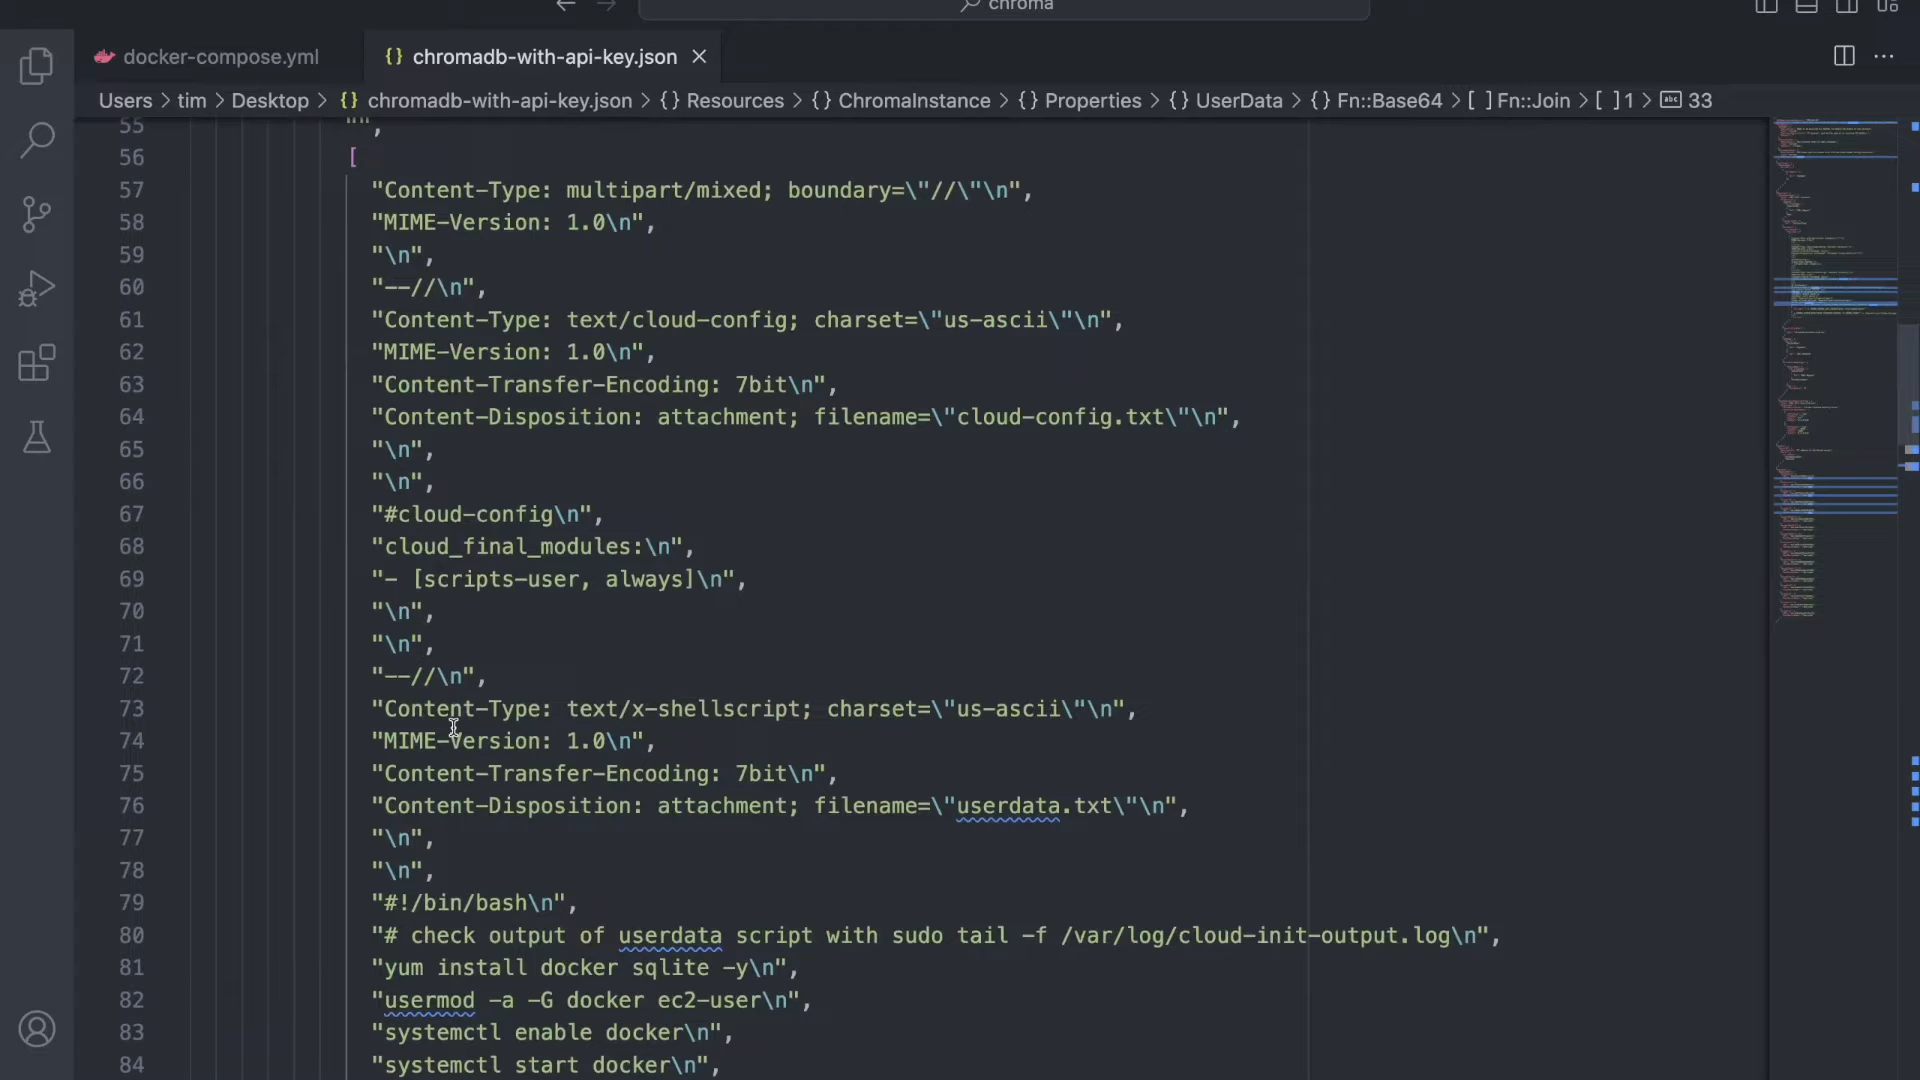 chroma
docker-compose.yml
{} chromadb-with-api-key.json
Users > tim > Desktop > {} chromadb-with-api-key.json > {} Resources > {} ChromaInstance > {} Properties > {} UserData > {} Fn::Base64 > [ ] Fn::Join > [ ] 1 > abc 33
55 "",
56 [
57 "Content-Type: multipart/mixed; boundary=\"//\"\n",
58 "MIME-Version: 1.0\n",
59 "\n",
60 "--//\n",
61 "Content-Type: text/cloud-config; charset=\"us-ascii\"\n",
62 "MIME-Version: 1.0\n",
63 "Content-Transfer-Encoding: 7bit\n",
64 "Content-Disposition: attachment; filename=\"cloud-config.txt\"\n",
65 "\n",
66 "\n",
67 "#cloud-config\n",
68 "cloud_final_modules:\n",
69 "- [scripts-user, always]\n",
70 "\n",
71 "\n",
72 "--//\n",
73 "Content-Type: text/x-shellscript; charset=\"us-ascii\"\n",
74 "MIME-Version: 1.0\n",
75 "Content-Transfer-Encoding: 7bit\n",
76 "Content-Disposition: attachment; filename=\"userdata.txt\"\n",
77 "\n",
78 "\n",
79 "#!/bin/bash\n",
80 "# check output of userdata script with sudo tail -f /var/log/cloud-init-output.log\n",
81 "yum install docker sqlite -y\n",
82 "usermod -a -G docker ec2-user\n",
83 "systemctl enable docker\n",
84 "systemctl start docker\n",